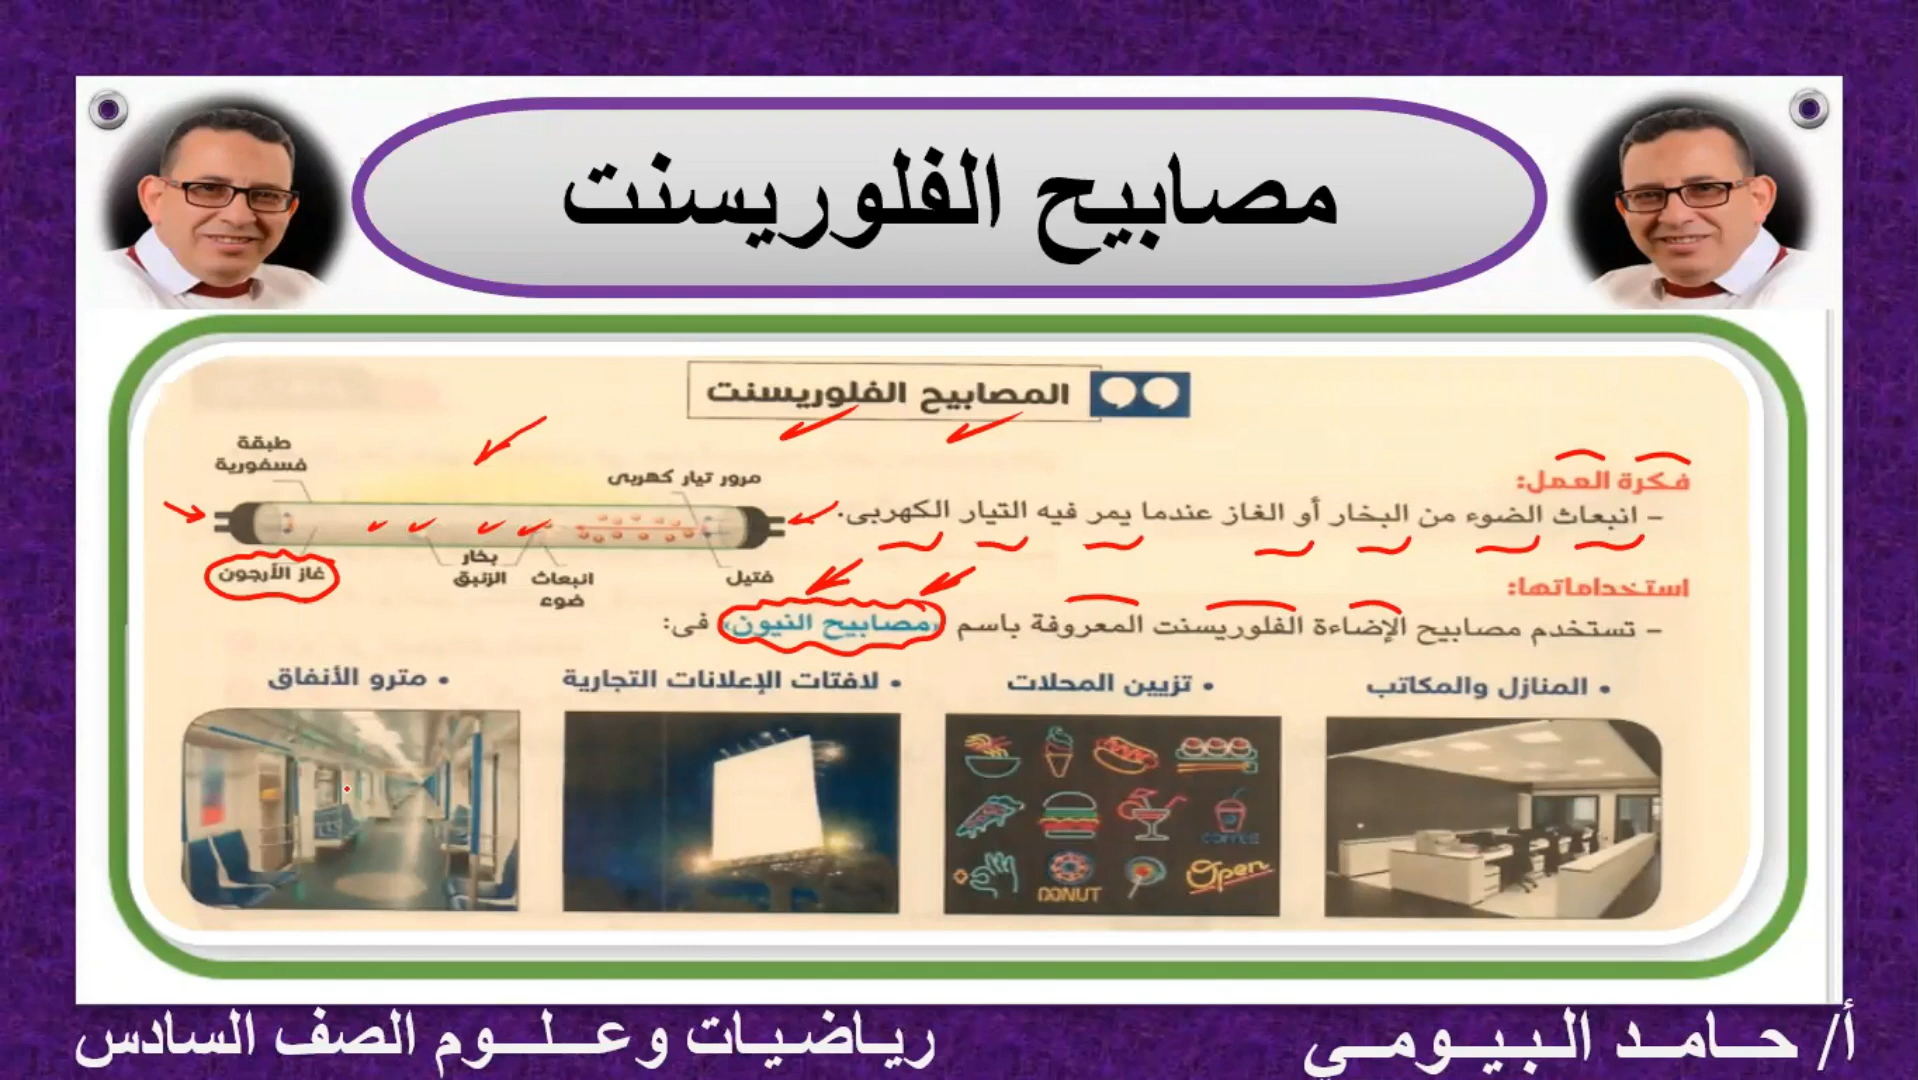 مصابيح الفلوريسنت
المصابيح الفلوريسنت
فكرة العمل:
- انبعاث الضوء من البخار أو الغاز عندما يمر فيه التيار الكهربى.
طبقة
فسفورية
مرور تيار كهربى
غاز الآرجون
بخار
الزئبق
انبعاث
ضوء
فتيل
استخداماتها:
- تستخدم مصابيح الإضاءة الفلوريسنت المعروفة باسم «مصابيح النيون» فى:
• المنازل والمكاتب
• تزيين المحلات
• لافتات الإعلانات التجارية
• مترو الأنفاق
COFFEE
DONUT
Open
أ/ حامد البيومي
رياضيات وعلوم الصف السادس